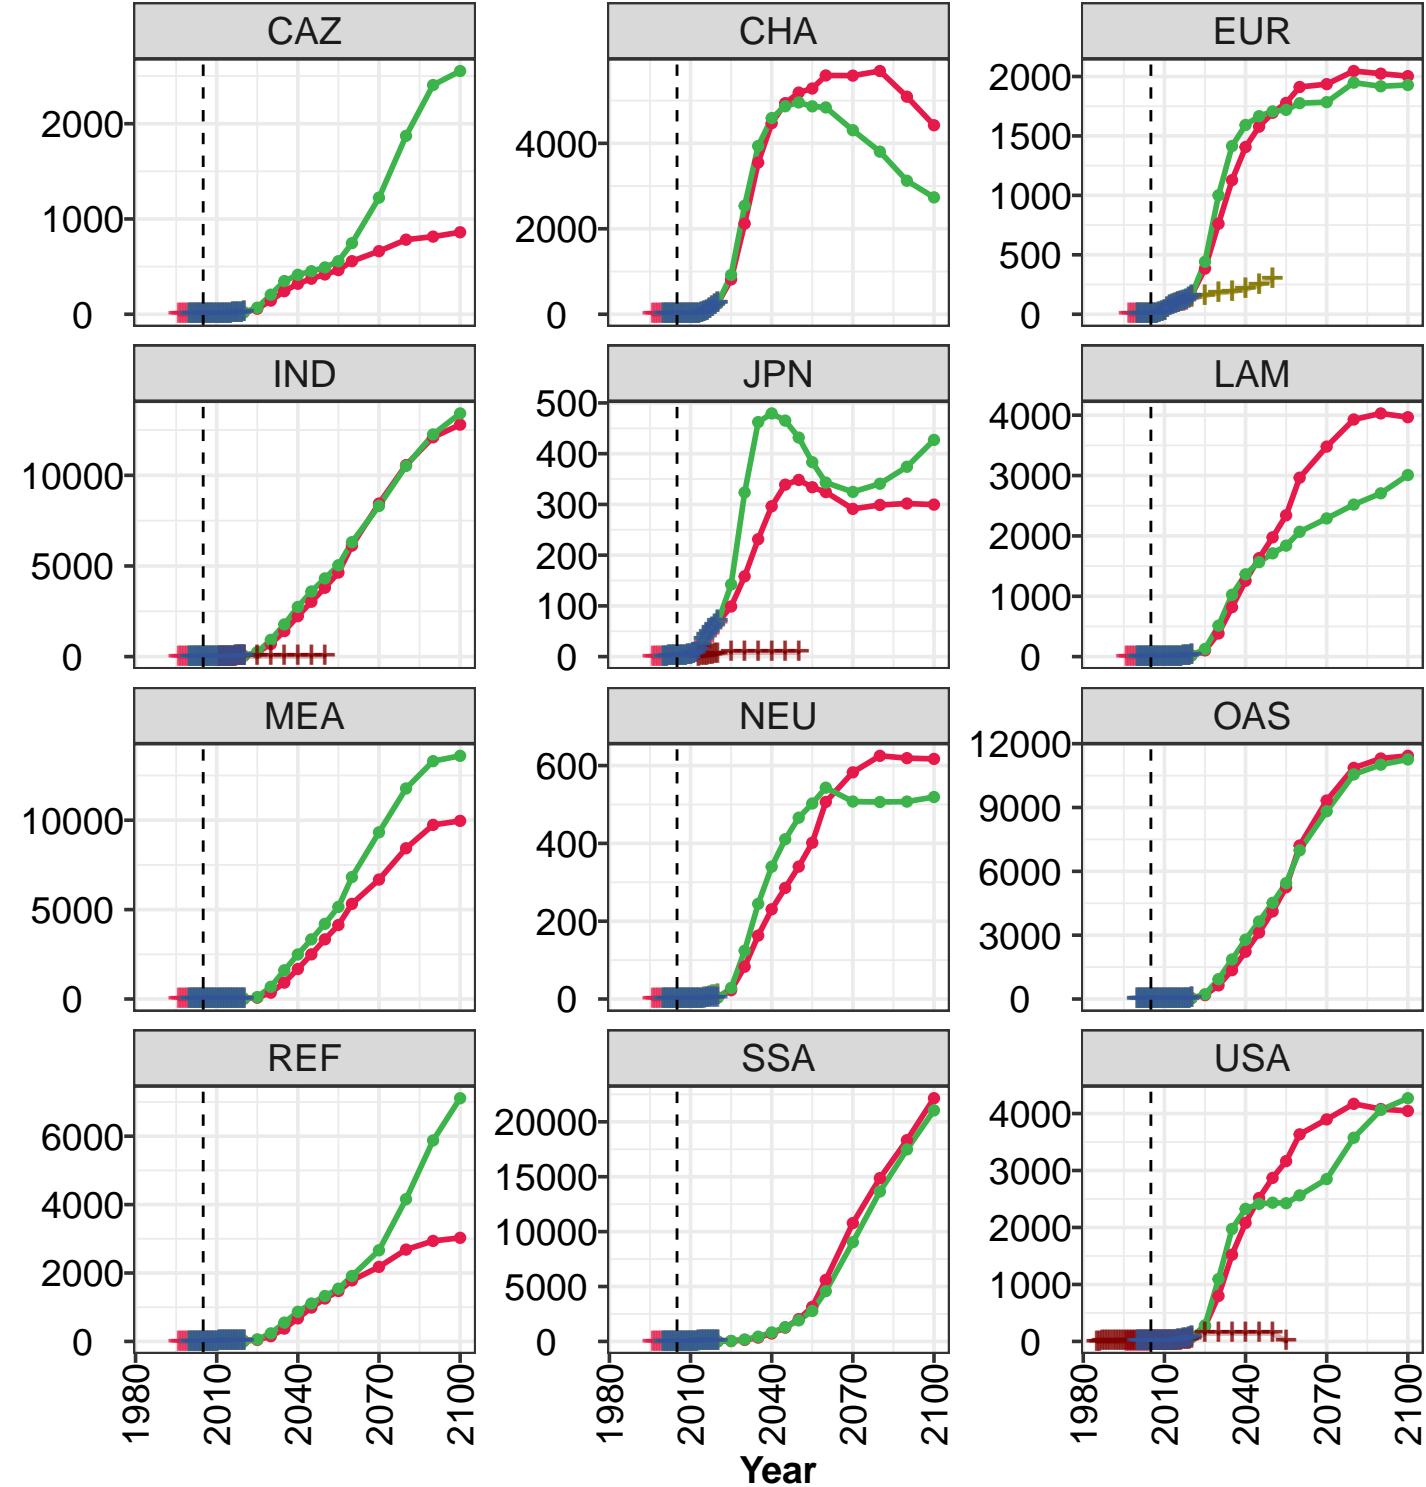 CAZ CHA EUR
2000 1000 0
4000 2000 0
2000 1500 1000 500 0
IND JPN LAM
10000 5000 0
500 400 300 200 100 0
4000 3000 2000 1000 0
MEA NEU OAS
10000 5000 0
600 400 200 0
12000 9000 6000 3000 0
REF SSA USA
6000 4000 2000 0
20000 15000 10000 5000 0
4000 3000 2000 1000 0
1980 2010 2040 2070 2100
1980 2010 2040 2070 2100
1980 2010 2040 2070 2100
Year